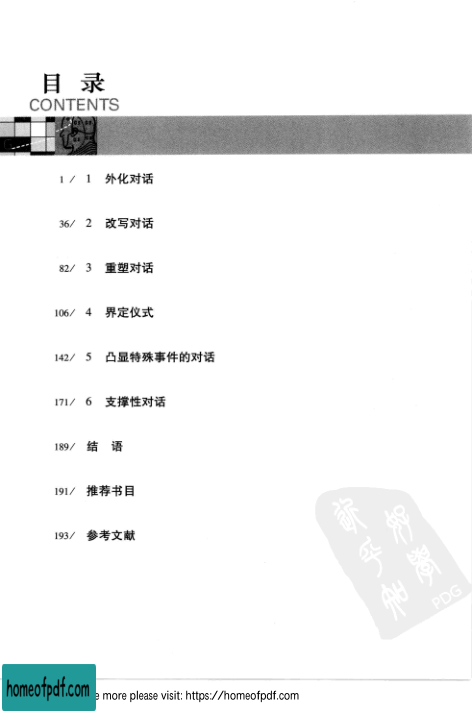 目 录
CONTENTS
1 / 1 外化对话
36/ 2 改写对话
82/ 3 重塑对话
106/ 4 界定仪式
142/ 5 凸显特殊事件的对话
171/ 6 支撑性对话
189/ 结 语
191/ 推荐书目
193/ 参考文献
PDG
homeofpdf.com
e more please visit: https://homeofpdf.com